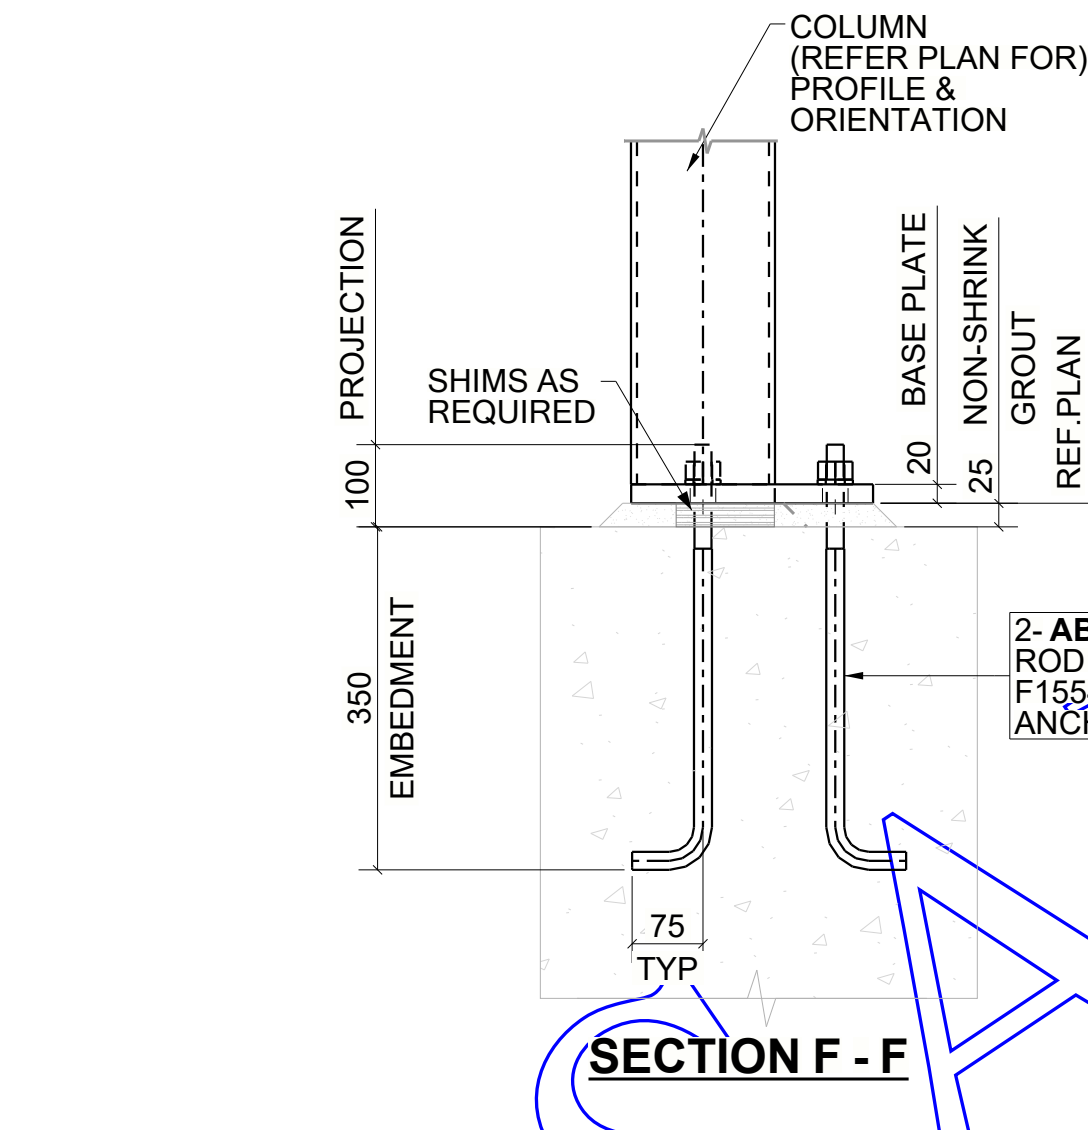 COLUMN
(REFER PLAN FOR)
PROFILE &
ORIENTATION
PROJECTION
100
SHIMS AS
REQUIRED
BASE PLATE
20
NON-SHRINK
GROUT
25
REF.PLAN
350
EMBEDMENT
2-
ROD
75
TYP
SECTION F - F